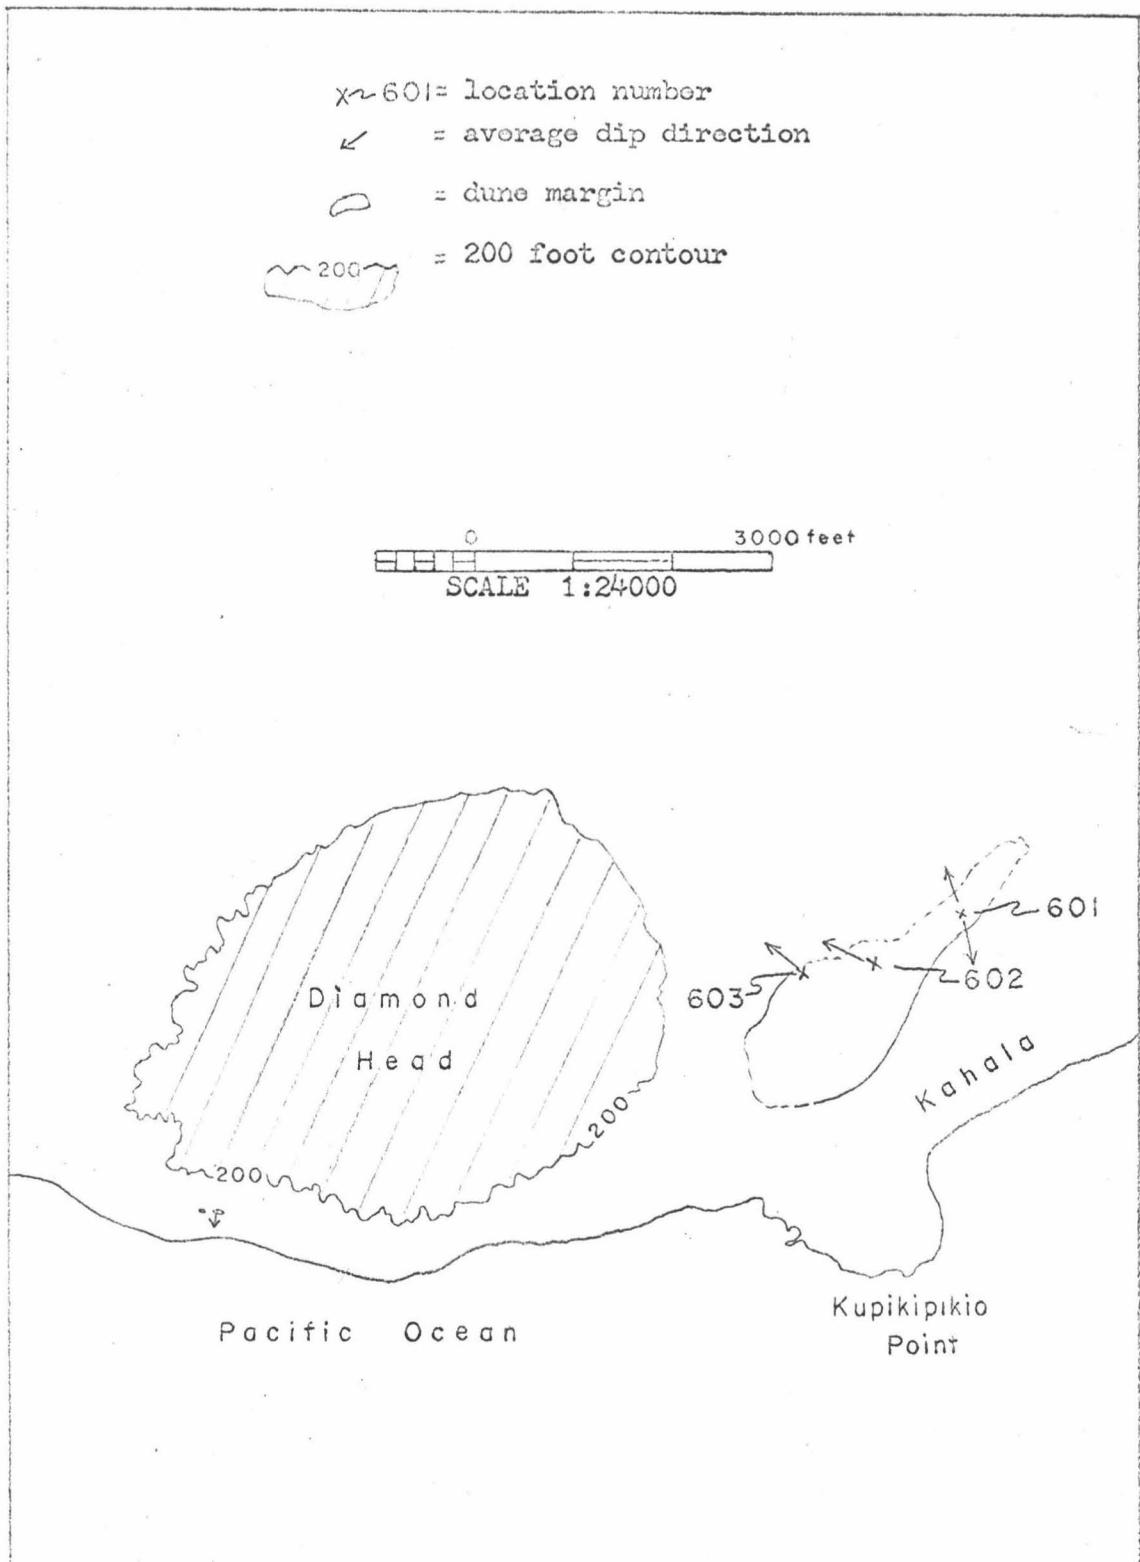 x~601= location number
= average dip direction
= dune margin
200 = 200 foot contour
0 3000 feet
SCALE 1:24000
601
602
603
Diamond
Head
Kahala
200
200
Kupikipikio
Point
Pacific Ocean